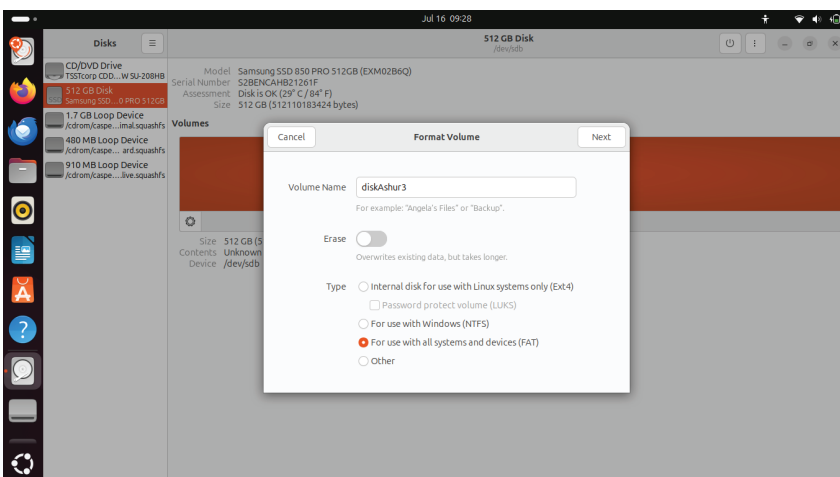 Jul 16 09:28
Disks
512 GB Disk
/dev/sdb
CD/DVD Drive
TSSTcorp CDD...W SU-208HB
512 GB Disk
Samsung SSD...0 PRO 512GB
1.7 GB Loop Device
/cdrom/caspe...imal.squashfs
480 MB Loop Device
/cdrom/caspe... ard.squashfs
910 MB Loop Device
/cdrom/caspe...live.squashfs
Model Samsung SSD 850 PRO 512GB (EXM02B6Q)
Serial Number S2BENCAHB21261F
Assessment Disk is OK (29° C / 84° F)
Size 512 GB (512110183424 bytes)
Volumes
Size 512 GB (5
Contents Unknown
Device /dev/sdb
Cancel
Format Volume
Next
Volume Name diskAshur3
For example: "Angela's Files" or "Backup".
Erase
Overwrites existing data, but takes longer.
Type Internal disk for use with Linux systems only (Ext4)
Password protect volume (LUKS)
For use with Windows (NTFS)
For use with all systems and devices (FAT)
Other